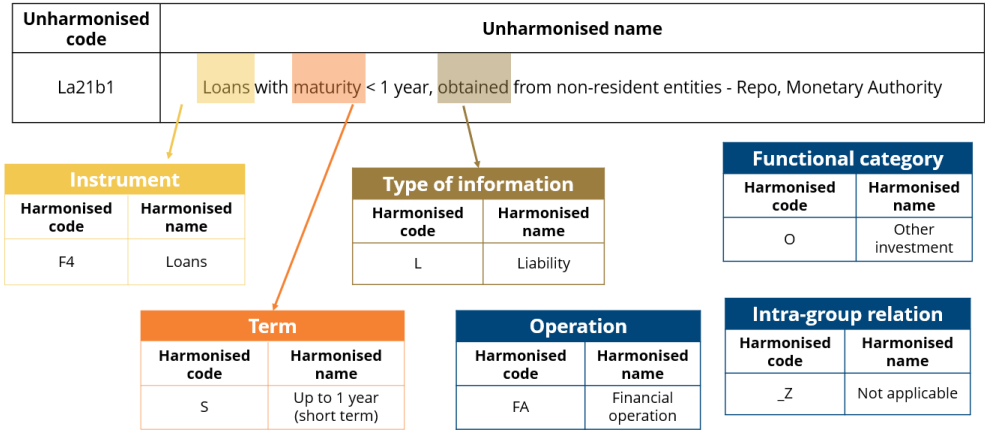 Unharmonised
code
Unharmonised name
La21b1
Loans with maturity < 1 year, obtained from non-resident entities - Repo, Monetary Authority
Instrument
Harmonised
code
Harmonised
name
F4
Loans
Type of information
Harmonised
code
Harmonised
name
L
Liability
Functional category
Harmonised
code
Harmonised
name
O
Other
investment
Term
Harmonised
code
Harmonised
name
S
Up to 1 year
(short term)
Operation
Harmonised
code
Harmonised
name
FA
Financial
operation
Intra-group relation
Harmonised
code
Harmonised
name
_Z
Not applicable